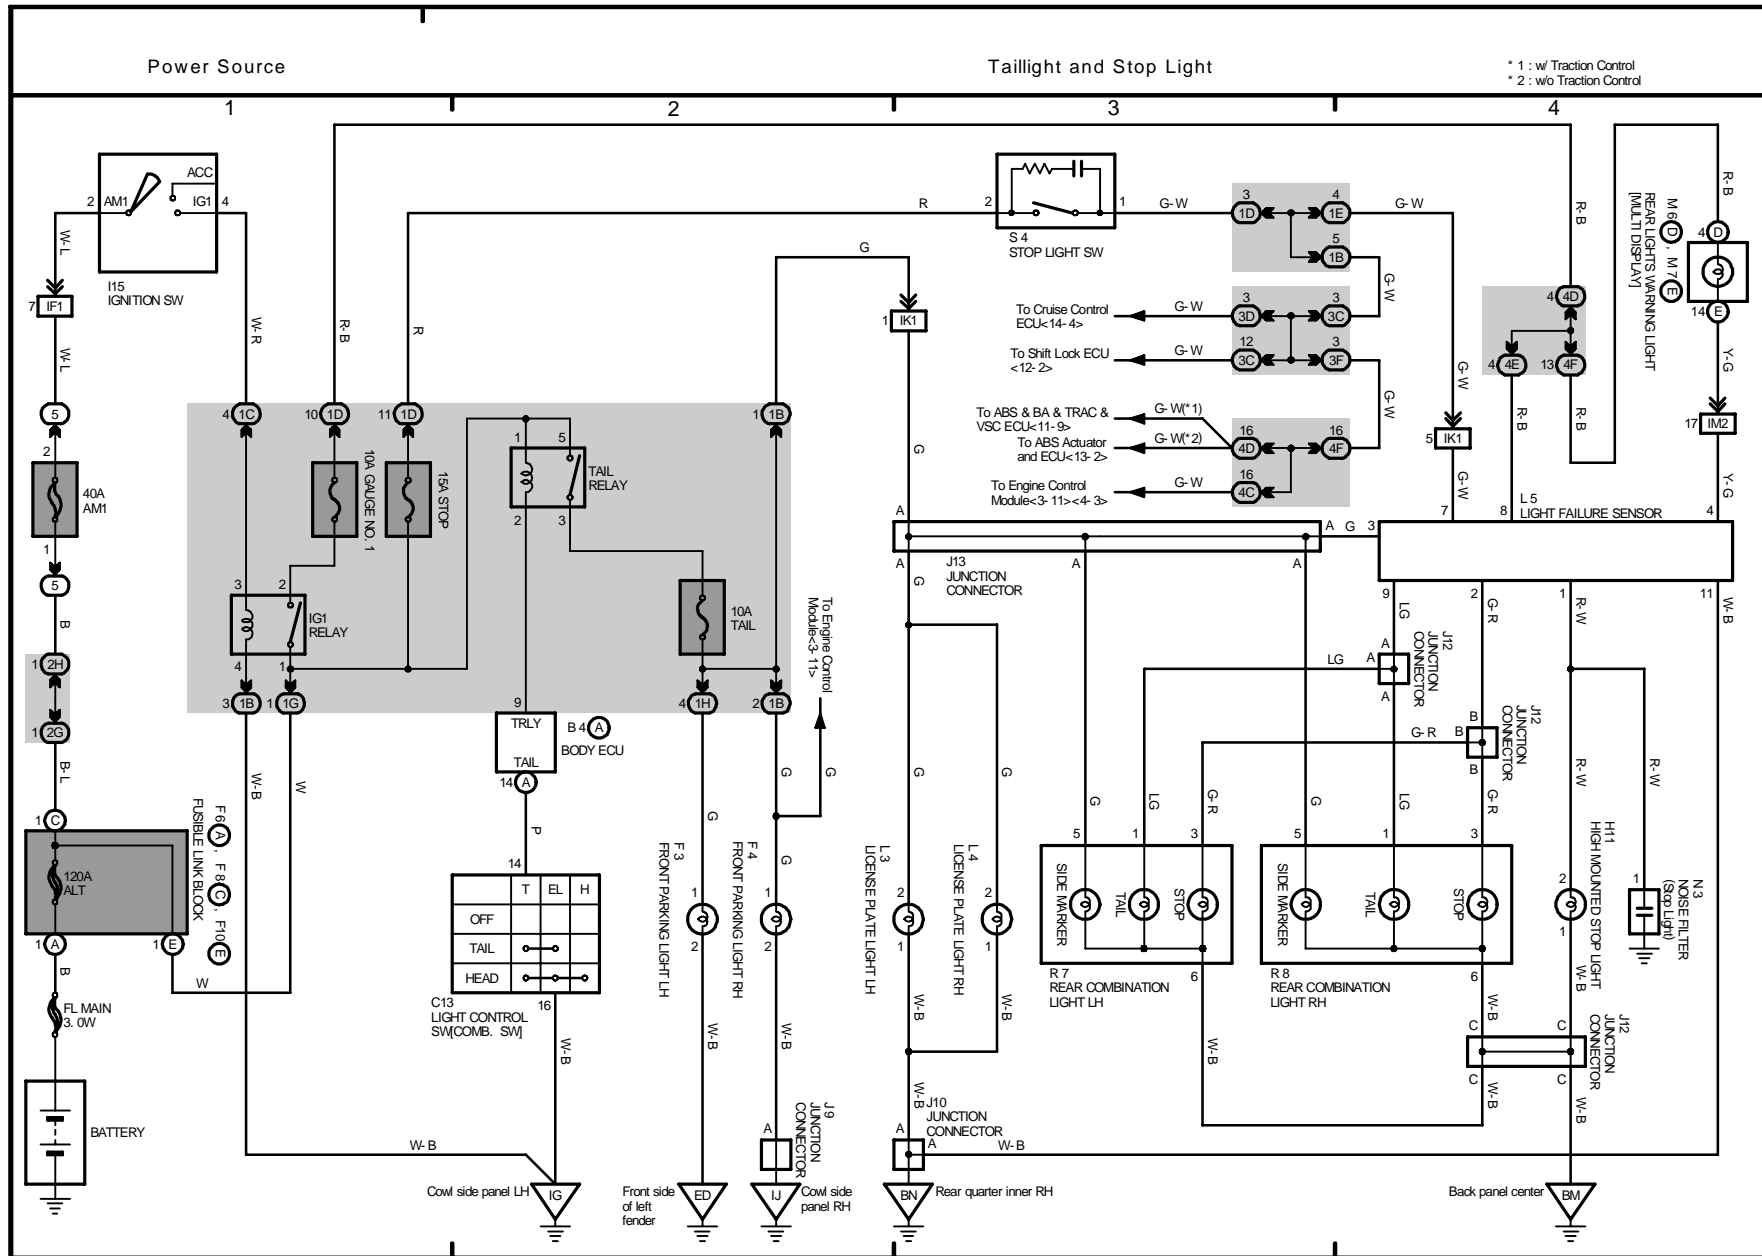 Power Source
Taillight and Stop Light
* 1 : w/ Traction Control
* 2 : w/o Traction Control
1
2
3
4
2
AM1
ACC
IG1
4
I15
IGNITION SW
W-L
7
IF1
W-L
5
2
40A
AM1
1
5
B
1
2H
1
2G
B-L
1
C
120A
ALT
1
A
1
E
F 6 A , F 8 C , F10 E
FUSIBLE LINK BLOCK
B
W
FL MAIN
3. 0W
BATTERY
W-R
R-B
R
4
1C
10
1D
11
1D
1
1B
10A GAUGE NO. 1
15A STOP
3
2
IG1
RELAY
4
1
3
1B
1
1G
W-B
W
1
5
TAIL
RELAY
2
3
10A
TAIL
9
4
1H
2
1B
To Engine Control
Module<3- 11>
TRLY
B 4 A
BODY ECU
TAIL
14
A
P
14
T
EL
H
OFF
TAIL
HEAD
C13
LIGHT CONTROL
SW[COMB. SW]
16
W-B
W-B
Cowl side panel LH
IG
G
F 3
FRONT PARKING LIGHT LH
1
2
W-B
Front side
of left
fender
ED
G
G
G
F 4
FRONT PARKING LIGHT RH
1
2
W-B
J 9
JUNCTION
CONNECTOR
A
IJ
Cowl side
panel RH
R
2
1
S 4
STOP LIGHT SW
G
1
IK1
G
G- W
3
1D
4
1E
5
1B
G- W
G- W
To Cruise Control
ECU<14- 4>
G- W
3
3D
3
3C
To Shift Lock ECU
<12- 2>
G- W
12
3C
3
3F
G- W
To ABS & BA & TRAC &
VSC ECU<11- 9>
G- W(* 1)
To ABS Actuator
and ECU<13- 2>
G- W(* 2)
16
4D
16
4F
To Engine Control
Module<3- 11><4- 3>
G- W
16
4C
G- W
5
IK1
G- W
R-B
4
4D
4
4E
13
4F
R-B
R-B
M 6 D , M 7 E
REAR LIGHTS WARNING LIGHT
[MULTI DISPLAY]
R-B
4
D
14
E
Y-G
17
IM2
Y-G
A
A
J13
JUNCTION
CONNECTOR
A
A
A
G
3
7
8
L 5
LIGHT FAILURE SENSOR
4
9
2
1
11
G
LG
G-R
R-W
W-B
A
A
A
J12
JUNCTION
CONNECTOR
LG
G- R
B
B
B
J12
JUNCTION
CONNECTOR
R-W
R-W
G
G
L 3
LICENSE PLATE LIGHT LH
2
1
L 4
LICENSE PLATE LIGHT RH
2
1
W-B
W-B
G
LG
G-R
5
1
3
SIDE MARKER
TAIL
STOP
6
R 7
REAR COMBINATION
LIGHT LH
W-B
G
LG
G-R
5
1
3
SIDE MARKER
TAIL
STOP
6
R 8
REAR COMBINATION
LIGHT RH
W-B
H11
HIGH MOUNTED STOP LIGHT
2
1
W-B
N 3
NOISE FILTER
(Stop Light)
1
C
C
J12
JUNCTION
CONNECTOR
C
C
W-B
W-B
W-B
A
J10
JUNCTION
CONNECTOR
A
W-B
BN
Rear quarter inner RH
Back panel center
BM